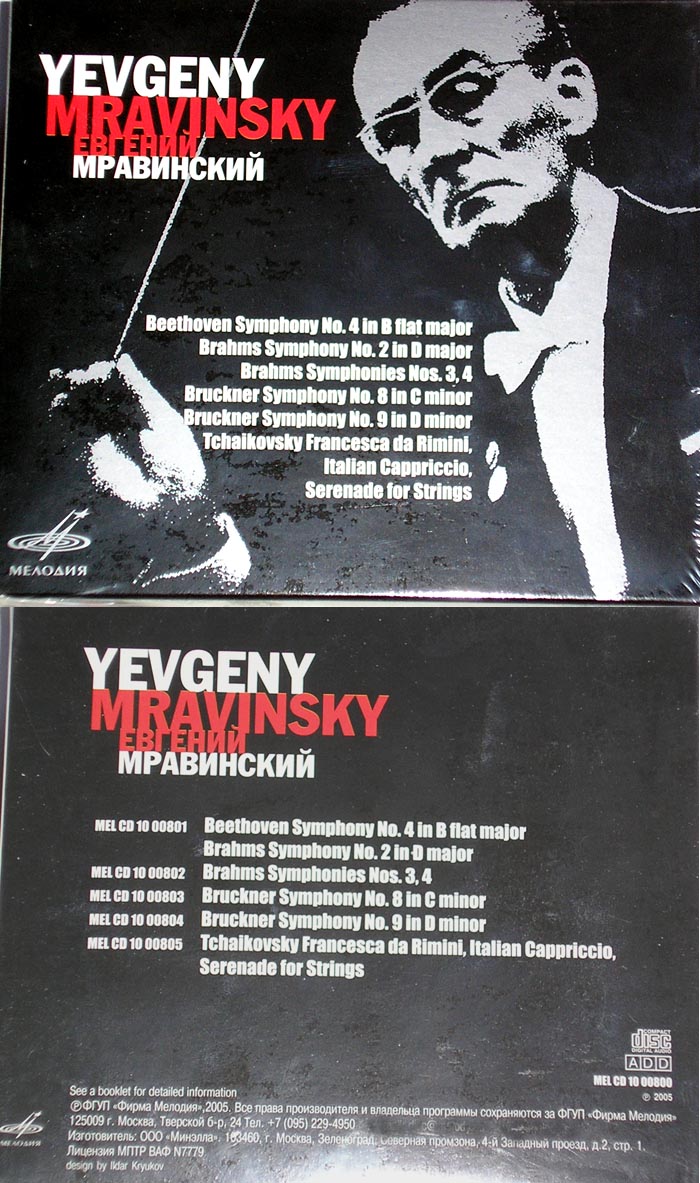 YEVGENY
MRAVINSKY
ЕВГЕНИЙ
МРАВИНСКИЙ
Beethoven Symphony No. 4 in B flat major
Brahms Symphony No. 2 in D major
Brahms Symphonies Nos. 3, 4
Bruckner Symphony No. 8 in C minor
Bruckner Symphony No. 9 in D minor
Tchaikovsky Francesca da Rimini,
Italian Cappriccio,
Serenade for Strings
МЕЛОДИЯ
YEVGENY
MRAVINSKY
ЕВГЕНИЙ
МРАВИНСКИЙ
MEL CD 10 00801 Beethoven Symphony No. 4 in B flat major
Brahms Symphony No. 2 in D major
MEL CD 10 00802 Brahms Symphonies Nos. 3, 4
MEL CD 10 00803 Bruckner Symphony No. 8 in C minor
MEL CD 10 00804 Bruckner Symphony No. 9 in D minor
MEL CD 10 00805 Tchaikovsky Francesca da Rimini, Italian Cappriccio,
Serenade for Strings
COMPACT
disc
DIGITAL AUDIO
ADD
MEL CD 10 00800
℗ 2005
See a booklet for detailed information
℗ФГУП «Фирма Мелодия»,2005. Все права производителя и владельца программы сохраняются за ФГУП «Фирма Мелодия»
125009 г. Москва, Тверской б-р, 24 Тел. +7 (095) 229-4950
Изготовитель: ООО «Минэлла». 103460, г. Москва, Зеленоград, Северная промзона, 4-й Западный проезд, д.2, стр. 1.
Лицензия МПТР ВАФ N7779
design by Ildar Kryukov
МЕЛОДИЯ